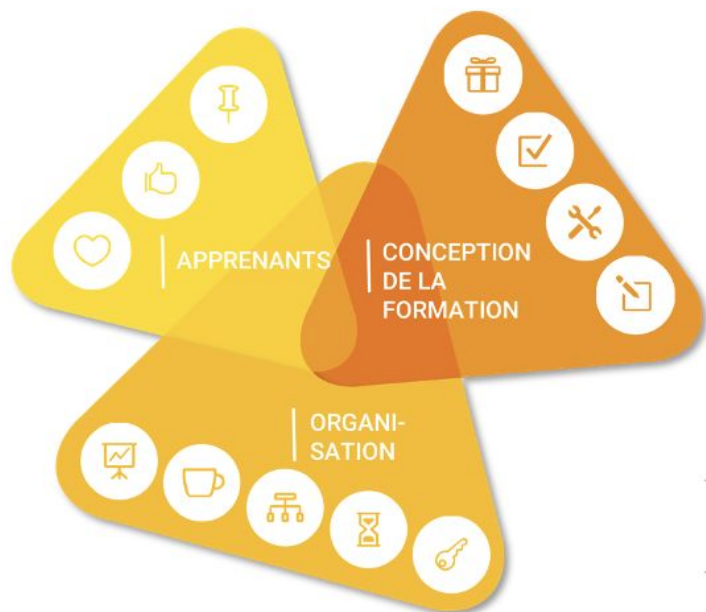 APPRENANTS
CONCEPTION
DE LA
FORMATION
ORGANI-
SATION